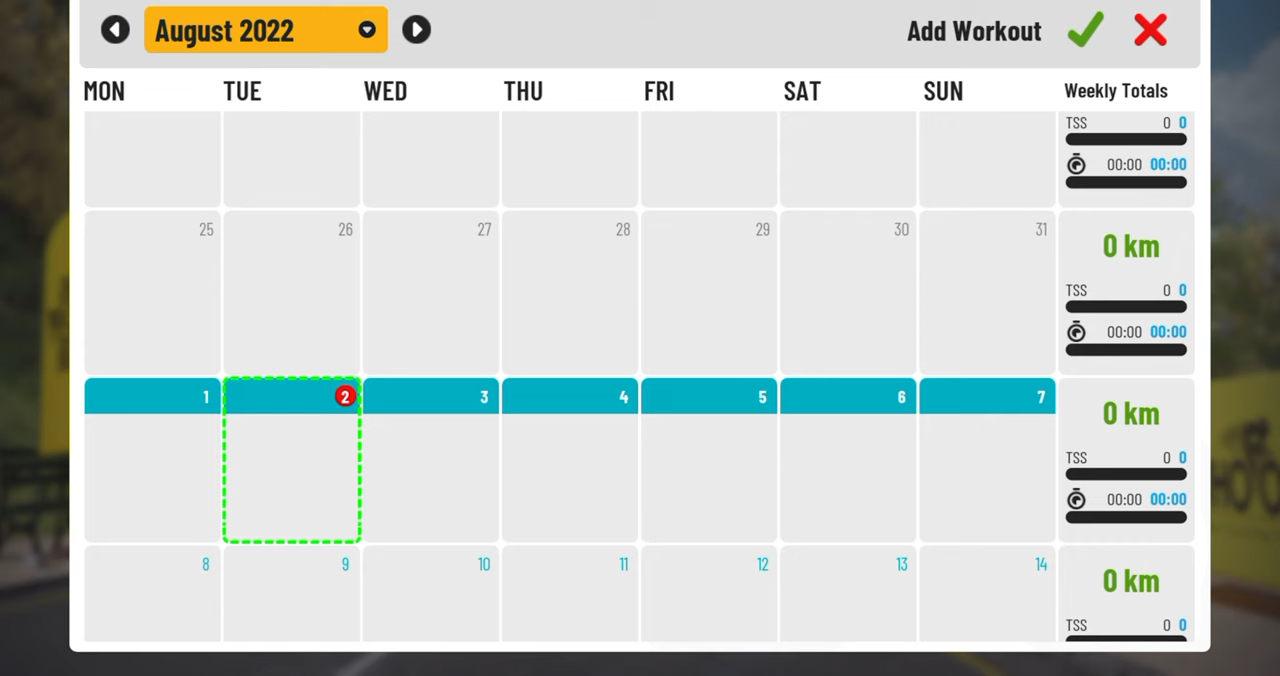 August 2022
Add Workout
MON TUE WED THU FRI SAT SUN Weekly Totals
TSS 0 0
00:00 00:00
25 26 27 28 29 30 31
0 km
TSS 0 0
00:00 00:00
1 2 3 4 5 6 7
0 km
TSS 0 0
00:00 00:00
8 9 10 11 12 13 14
0 km
TSS 0 0